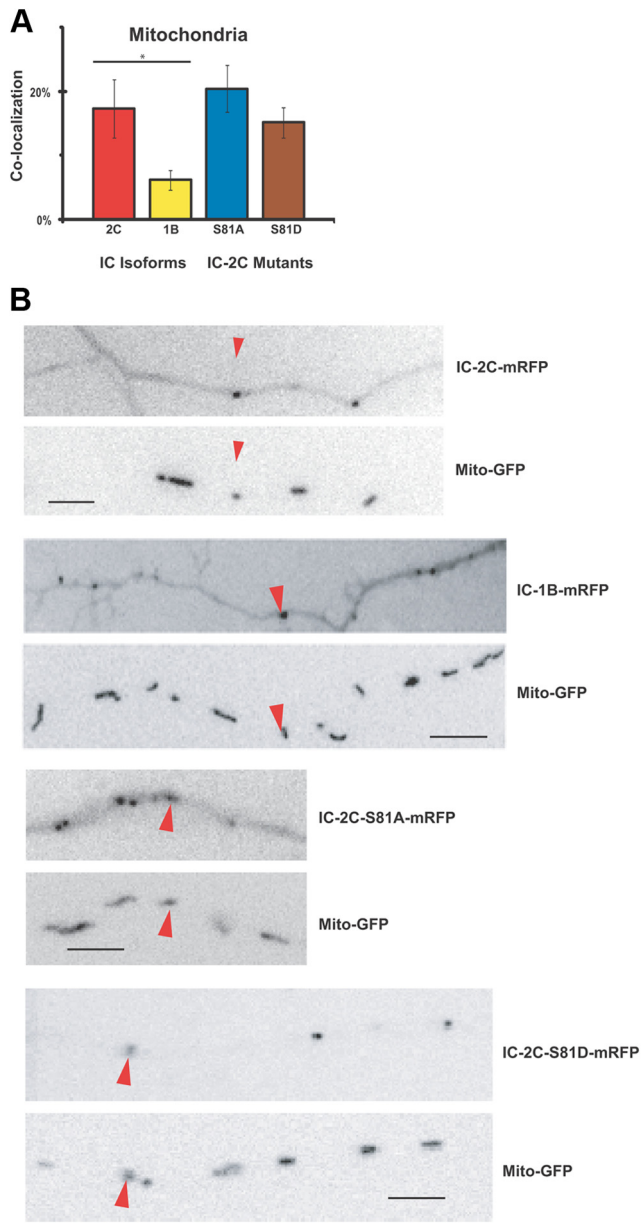 A
Mitochondria
*
Co-localization
20%
0%
2C 1B S81A S81D
IC Isoforms IC-2C Mutants
B
IC-2C-mRFP
Mito-GFP
IC-1B-mRFP
Mito-GFP
IC-2C-S81A-mRFP
Mito-GFP
IC-2C-S81D-mRFP
Mito-GFP